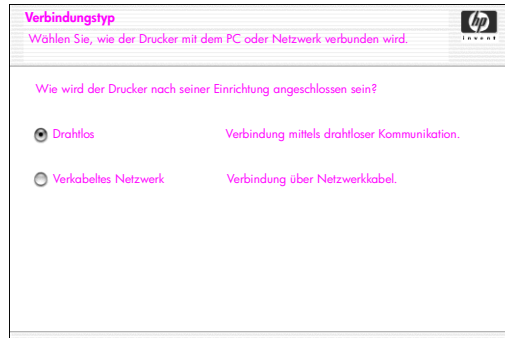 Verbindungstyp
Wählen Sie, wie der Drucker mit dem PC oder Netzwerk verbunden wird.
hp
invent
Wie wird der Drucker nach seiner Einrichtung angeschlossen sein?
Drahtlos Verbindung mittels drahtloser Kommunikation.
Verkabeltes Netzwerk Verbindung über Netzwerkkabel.